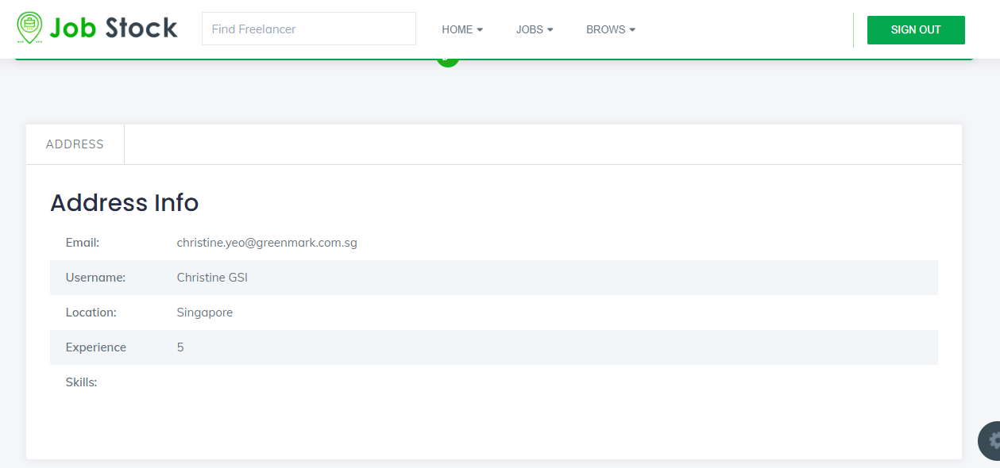 Job Stock
Find Freelancer
HOME
JOBS
BROWS
SIGN OUT
ADDRESS
Address Info
Email: christine.yeo@greenmark.com.sg
Username: Christine GSI
Location: Singapore
Experience 5
Skills: